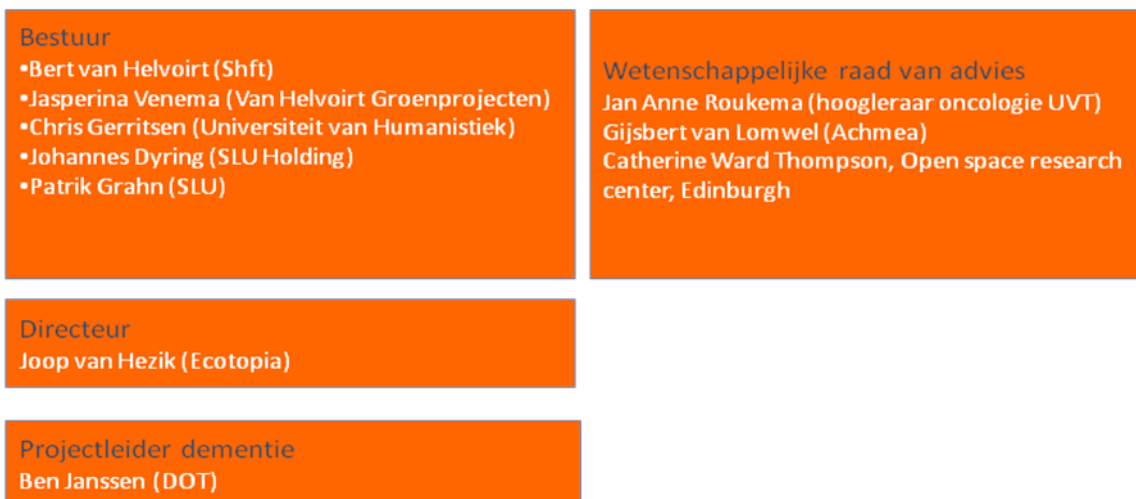 Bestuur
•Bert van Helvoirt (Shft)
•Jasperina Venema (Van Helvoirt Groenprojecten)
•Chris Gerritsen (Universiteit van Humanistiek)
•Johannes Dyring (SLU Holding)
•Patrik Grahn (SLU)
Wetenschappelijke raad van advies
Jan Anne Roukema (hoogleraar oncologie UVT)
Gijsbert van Lomwel (Achmea)
Catherine Ward Thompson, Open space research
center, Edinburgh
Directeur
Joop van Hezik (Ecotopia)
Projectleider dementie
Ben Janssen (DOT)